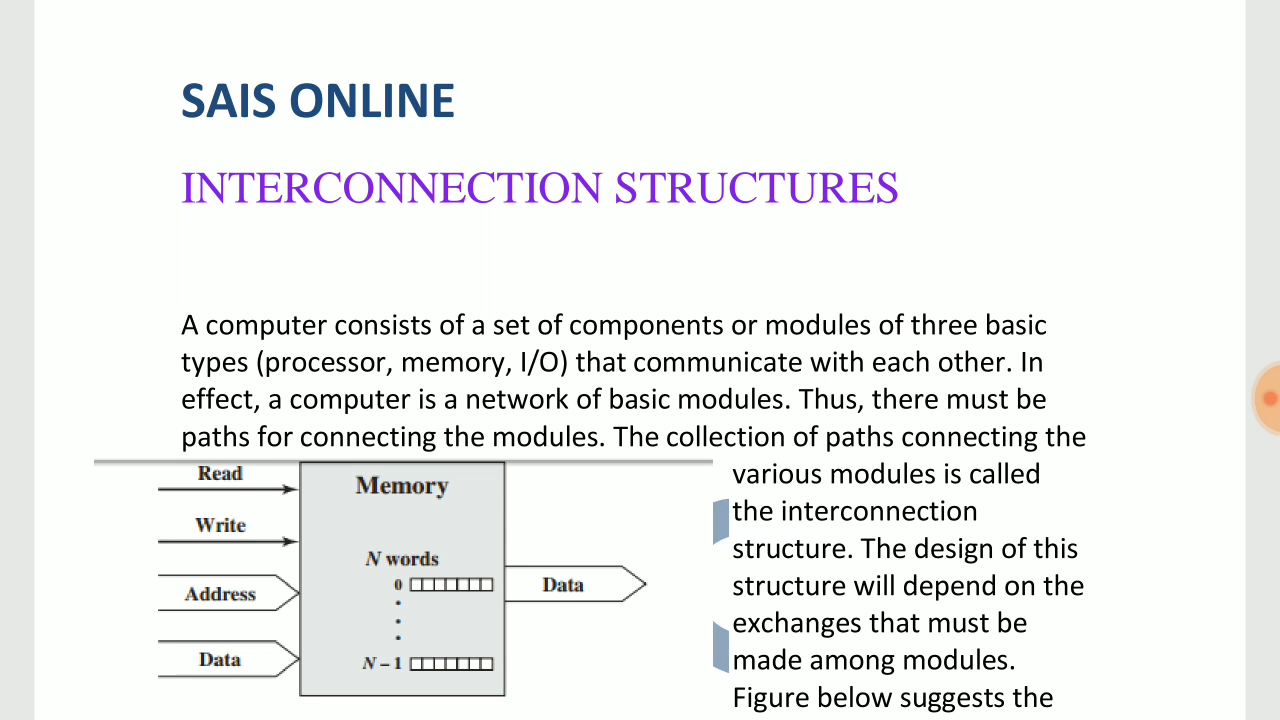 SAIS ONLINE
INTERCONNECTION STRUCTURES
A computer consists of a set of components or modules of three basic
types (processor, memory, I/O) that communicate with each other. In
effect, a computer is a network of basic modules. Thus, there must be
paths for connecting the modules. The collection of paths connecting the
various modules is called
the interconnection
structure. The design of this
structure will depend on the
exchanges that must be
made among modules.
Figure below suggests the
Read
Write
Address
Data
Memory
N words
0
N – 1
Data